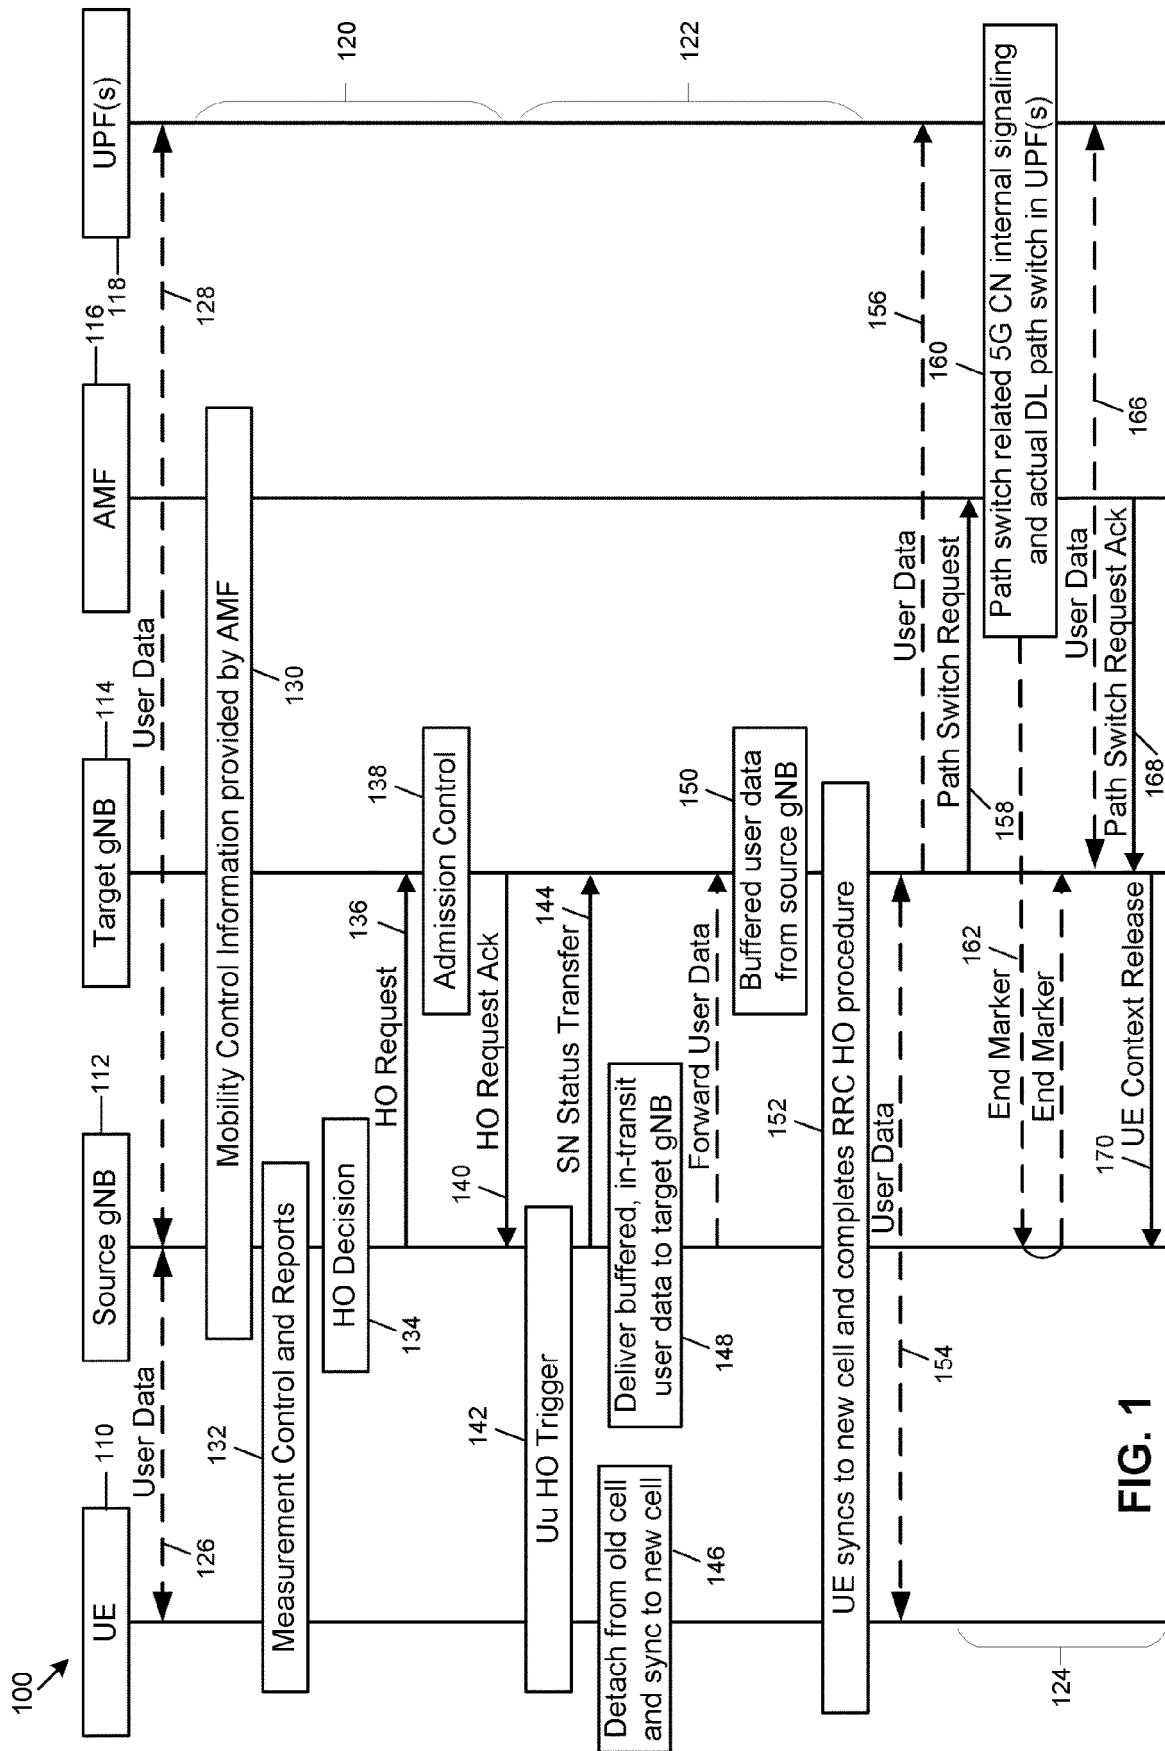 100
UE
110
Source gNB
112
Target gNB
114
AMF
116
UPF(s)
118
User Data
126
User Data
128
Mobility Control Information provided by AMF
130
120
Measurement Control and Reports
132
HO Decision
134
HO Request
136
Admission Control
138
HO Request Ack
140
Uu HO Trigger
142
122
SN Status Transfer
144
Detach from old cell
and sync to new cell
146
Deliver buffered, in-transit
user data to target gNB
148
Forward User Data
Buffered user data
from source gNB
150
UE syncs to new cell and completes RRC HO procedure
152
User Data
154
User Data
156
Path Switch Request
158
Path switch related 5G CN internal signaling
and actual DL path switch in UPF(s)
160
End Marker
162
End Marker
User Data
166
Path Switch Request Ack
168
UE Context Release
170
124
FIG. 1